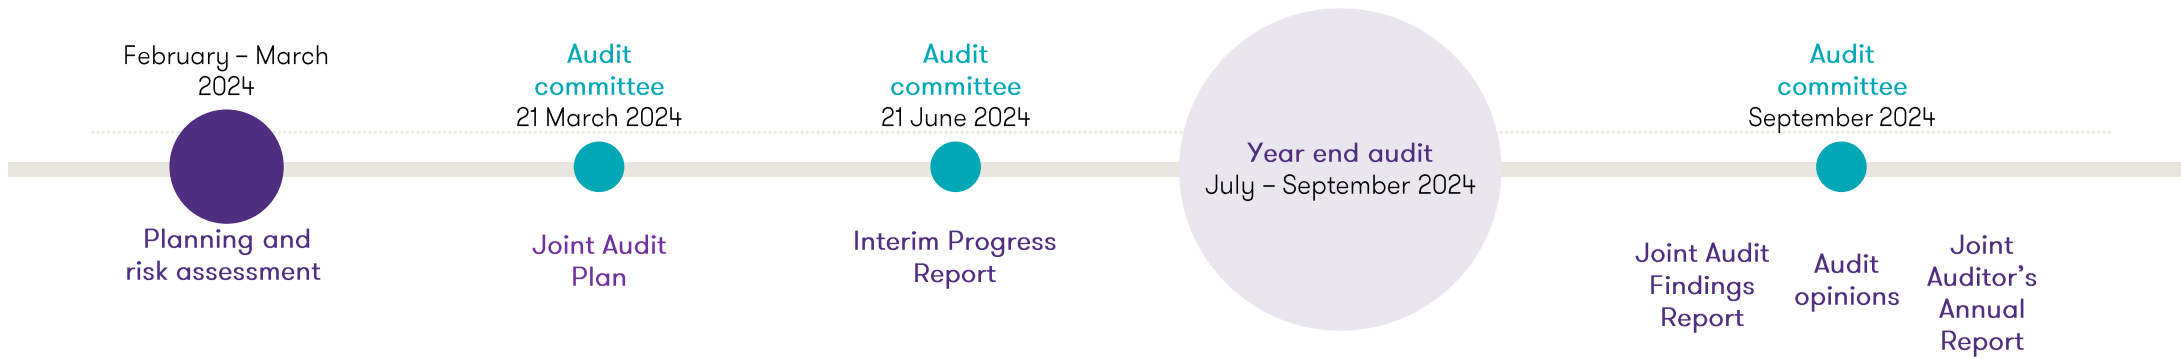 February – March
2024
Planning and
risk assessment
Audit
committee
21 March 2024
Joint Audit
Plan
Audit
committee
21 June 2024
Interim Progress
Report
Year end audit
July – September 2024
Audit
committee
September 2024
Joint Audit
Findings
Report
Audit
opinions
Joint
Auditor’s
Annual
Report